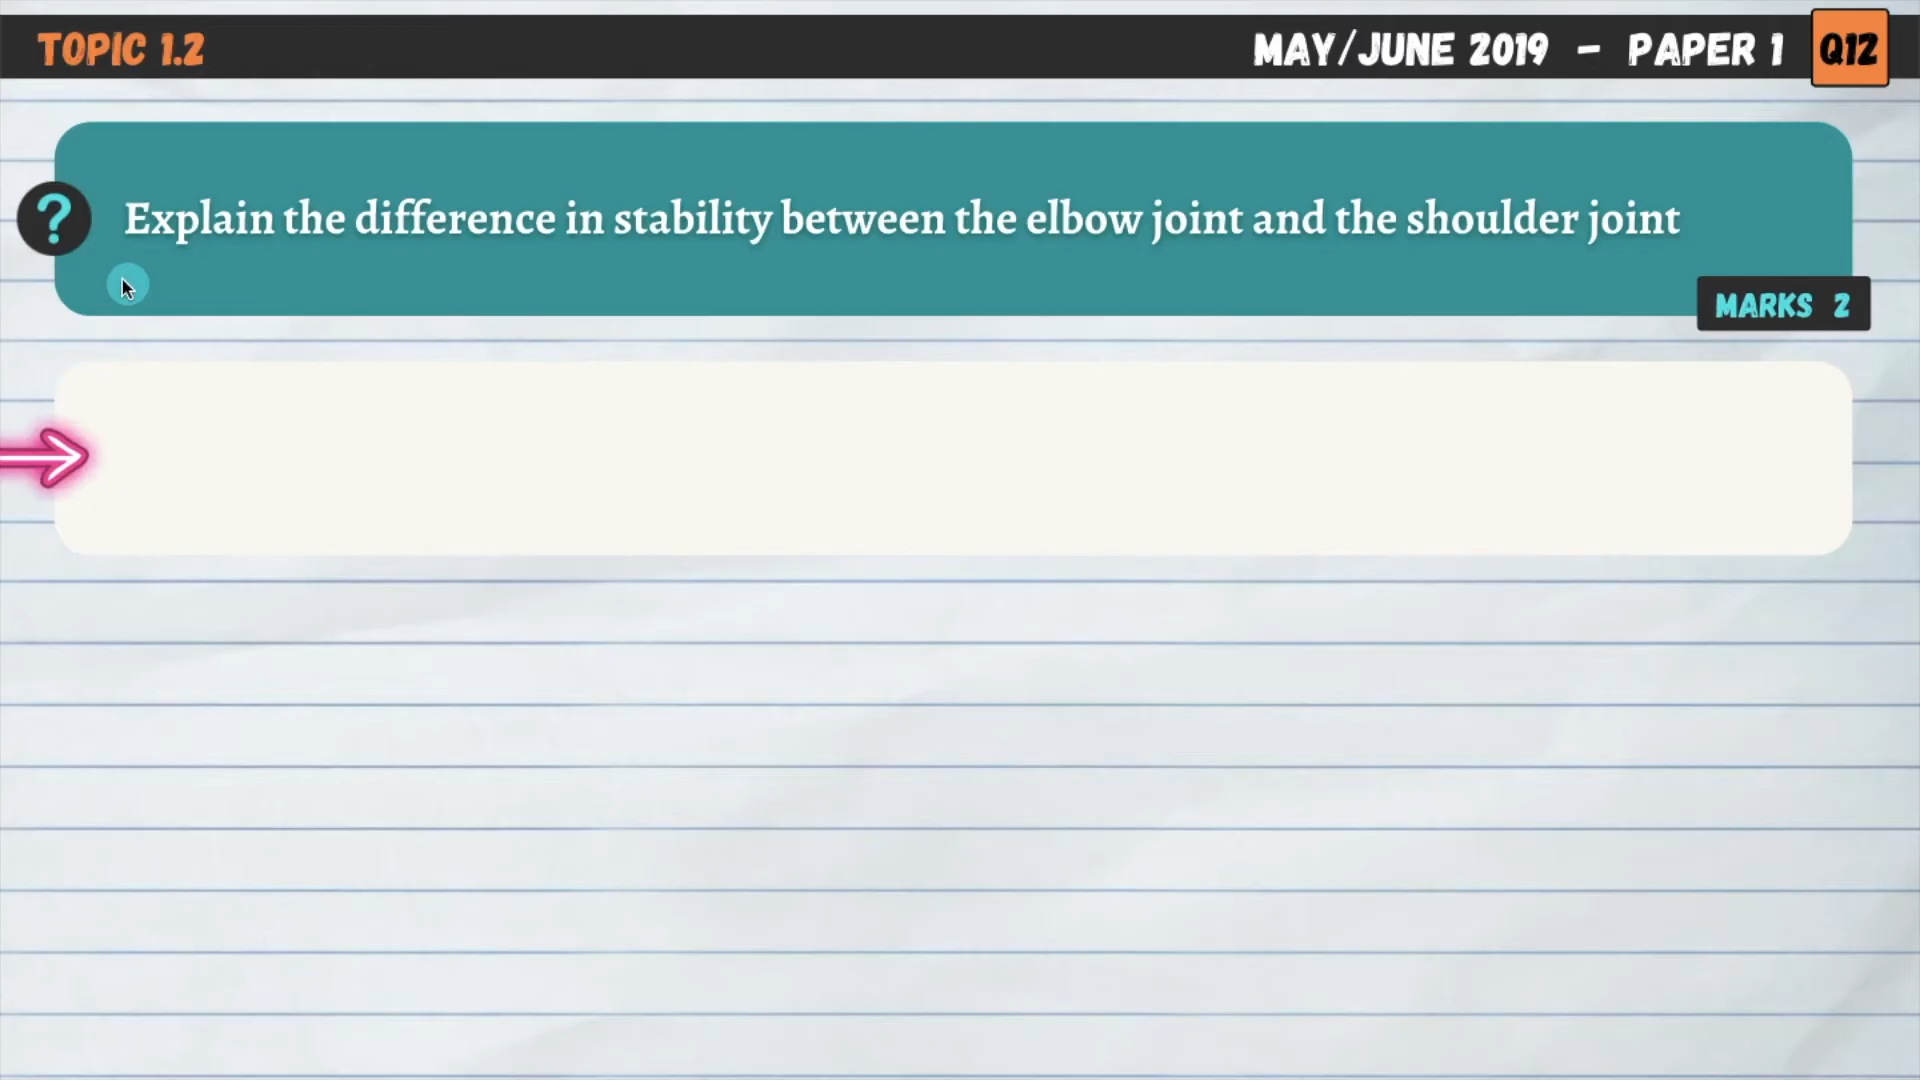 TOPIC 1.2
MAY/JUNE 2019 - PAPER 1 Q12
?
Explain the difference in stability between the elbow joint and the shoulder joint
MARKS 2